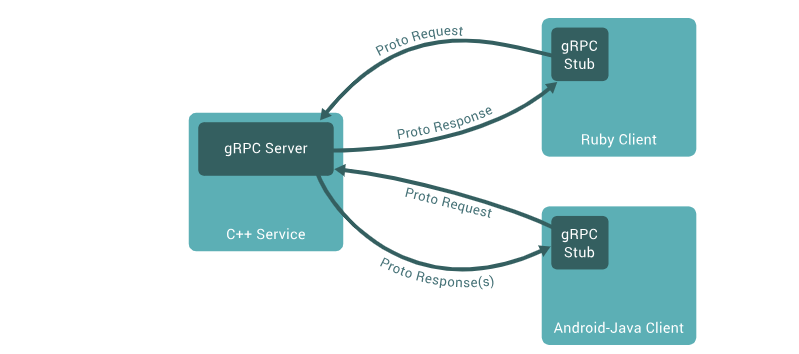 Proto Request
gRPC
Stub
Proto Response
Ruby Client
gRPC Server
C++ Service
Proto Request
gRPC
Stub
Proto Response(s)
Android-Java Client